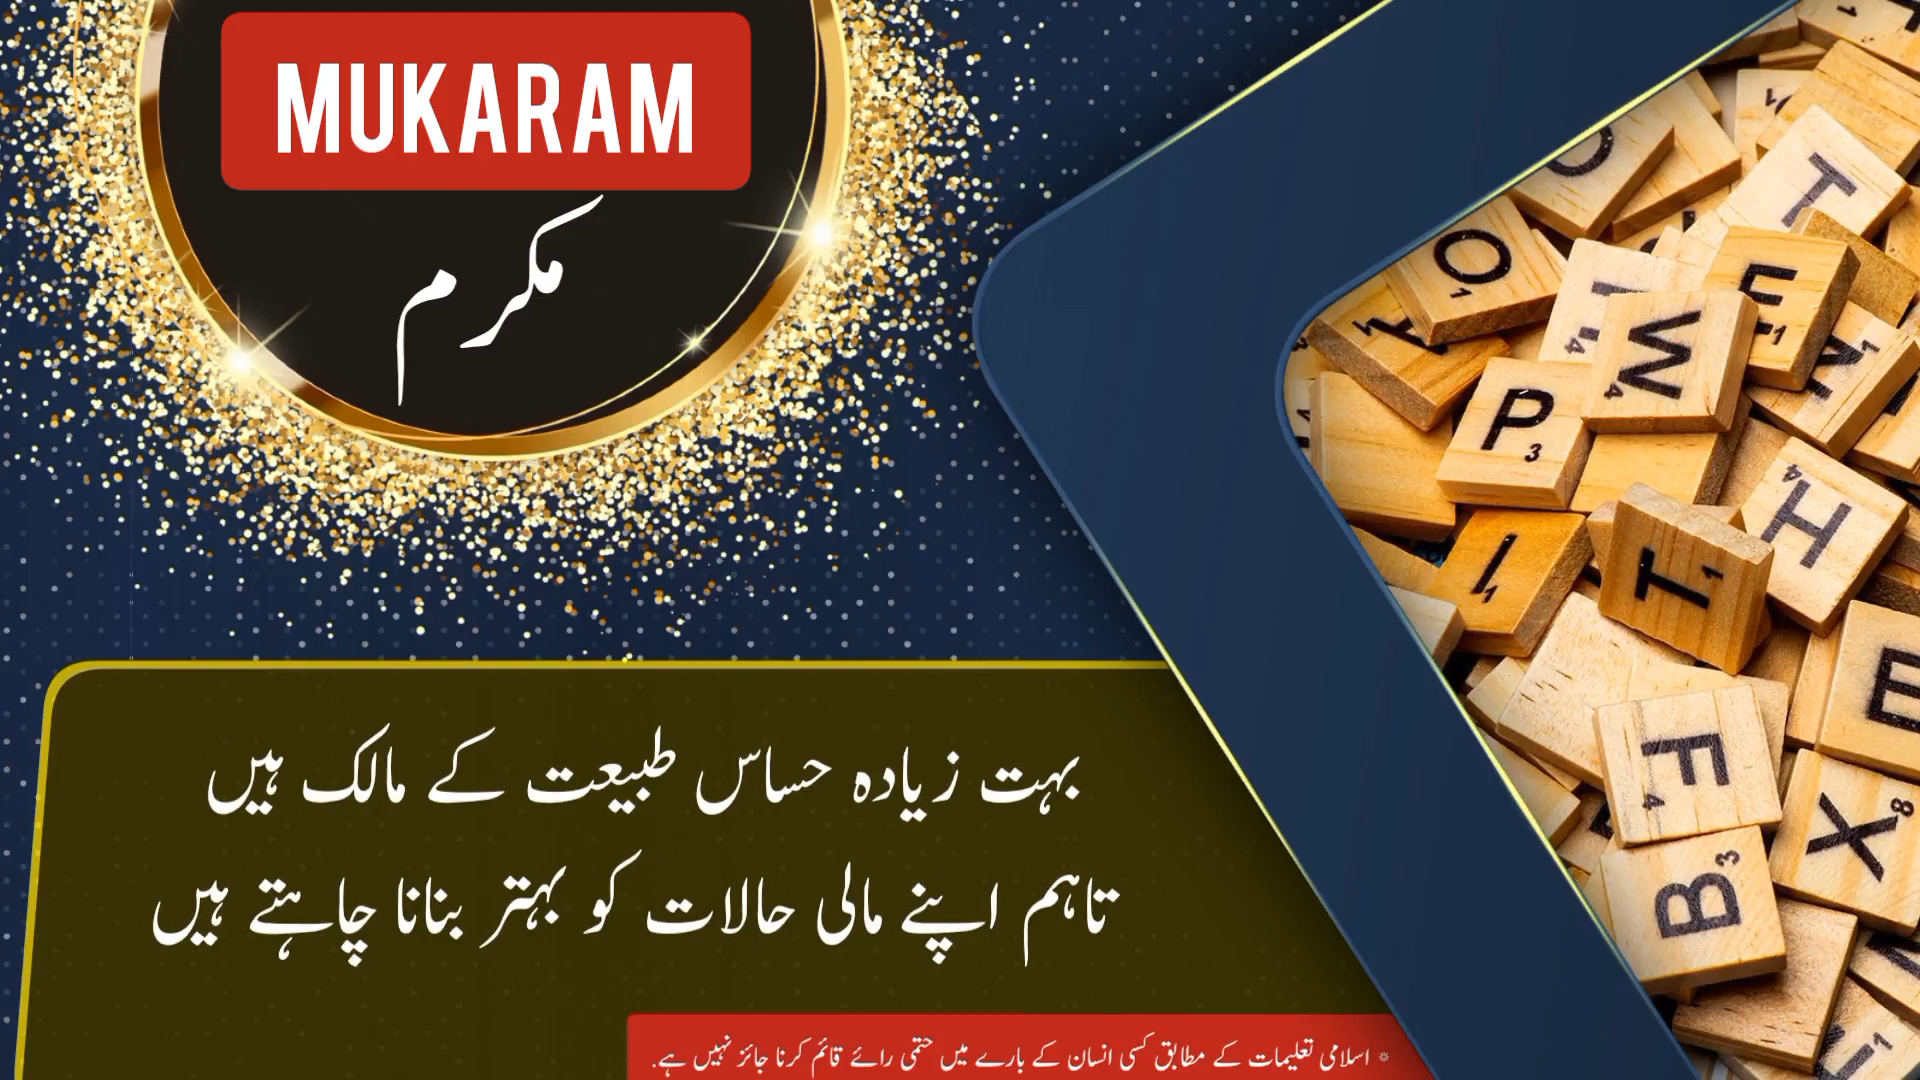 MUKARAM
مکرم
بہت زیادہ حساس طبیعت کے مالک ہیں
تاہم اپنے مالی حالات کو بہتر بنانا چاہتے ہیں
* اسلامی تعلیمات کے مطابق کسی انسان کے بارے میں حتمی رائے قائم کرنا جائز نہیں ہے.
O
T
O
E
W
P
H
I
T
E
F
X
B